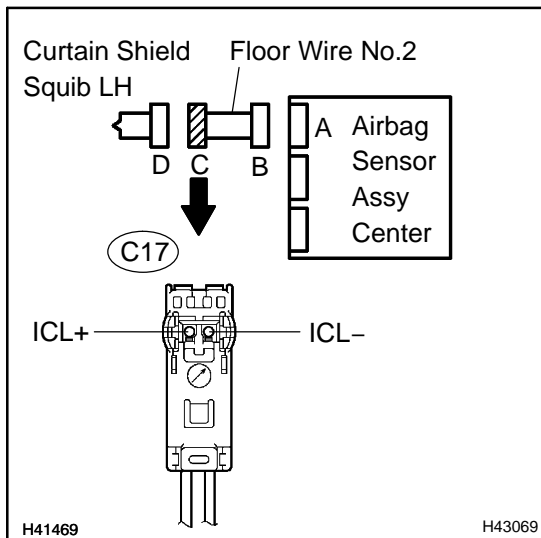 Curtain Shield
Squib LH
Floor Wire No.2
A
Airbag
Sensor
Assy
Center
D
C
B
C17
ICL+
ICL−
H41469
H43069